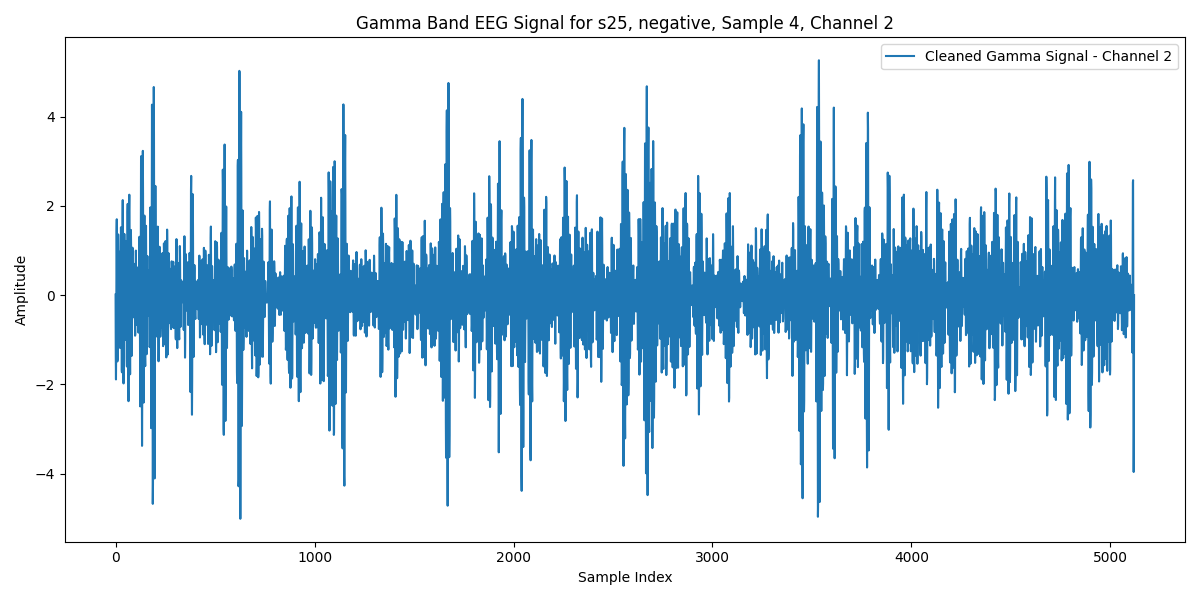 Gamma Band EEG Signal for s25, negative, Sample 4, Channel 2
Cleaned Gamma Signal - Channel 2
Amplitude
4
2
0
−2
−4
0 1000 2000 3000 4000 5000
Sample Index